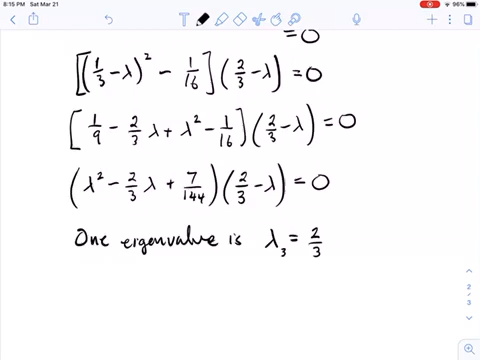 8:15 PM Sat Mar 21
96%
= 0
[(1/3 − λ)² − 1/16](2/3 − λ) = 0
[1/9 − 2/3 λ + λ² − 1/16](2/3 − λ) = 0
(λ² − 2/3 λ + 7/144)(2/3 − λ) = 0
One eigenvalue is λ₃ = 2/3
2
/
3